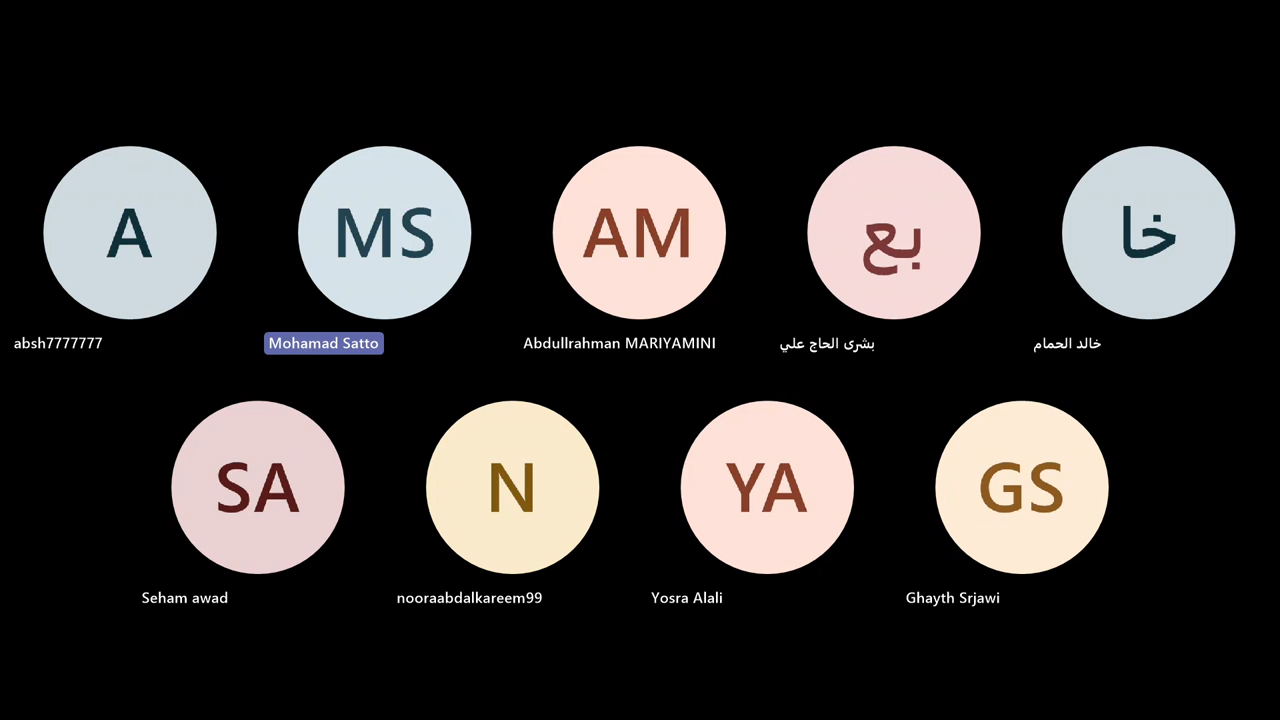 A
MS
AM
بع
خا
absh7777777
Mohamad Satto
Abdullrahman MARIYAMINI
بشرى الحاج علي
خالد الحمام
SA
N
YA
GS
Seham awad
nooraabdalkareem99
Yosra Alali
Ghayth Srjawi